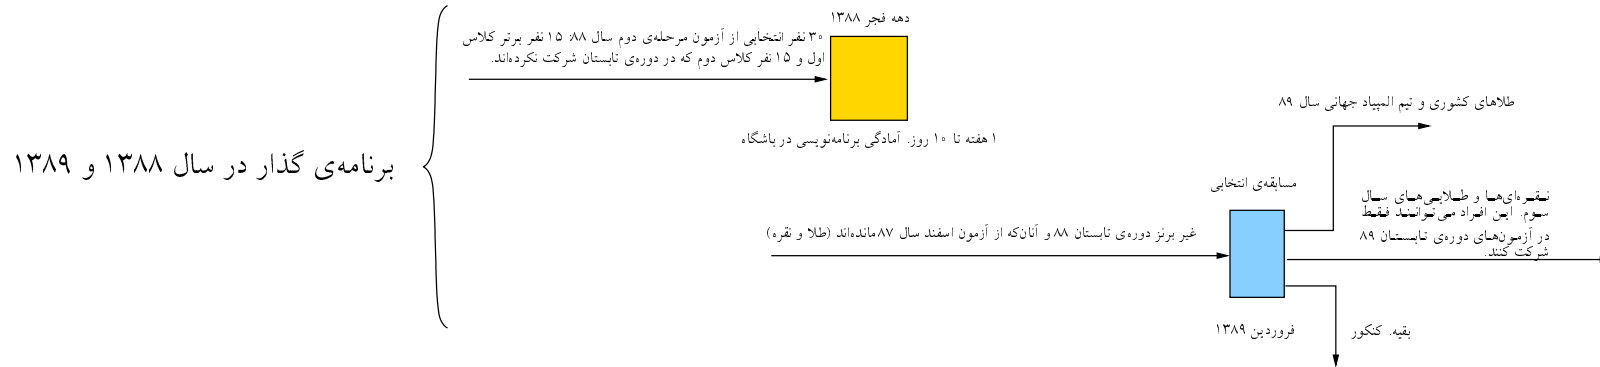 برنامه‌ی گذار در سال ۱۳۸۸ و ۱۳۸۹
دهه فجر ۱۳۸۸
۳۰ نفر انتخابی از آزمون مرحله‌ی دوم سال ۸۸: ۱۵ نفر برتر کلاس
اول و ۱۵ نفر کلاس دوم که در دوره‌ی تابستان شرکت نکرده‌اند.
۱ هفته تا ۱۰ روز. آمادگی برنامه‌نویسی در باشگاه
طلاهای کشوری و تیم المپیاد جهانی سال ۸۹
مسابقه‌ی انتخابی
نقره‌ای‌ها و طلایی‌های سال
سوم. این افراد می‌توانند فقط
در آزمون‌های دوره‌ی تابستان ۸۹
شرکت کنند.
غیر برنز دوره‌ی تابستان ۸۸ و آنان‌که از آزمون اسفند سال ۸۷ مانده‌اند (طلا و نقره)
فروردین ۱۳۸۹
بقیه. کنکور